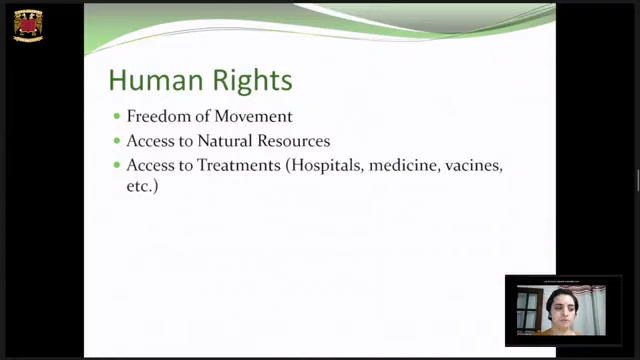 Human Rights
Freedom of Movement
Access to Natural Resources
Access to Treatments (Hospitals, medicine, vacines,
etc.)